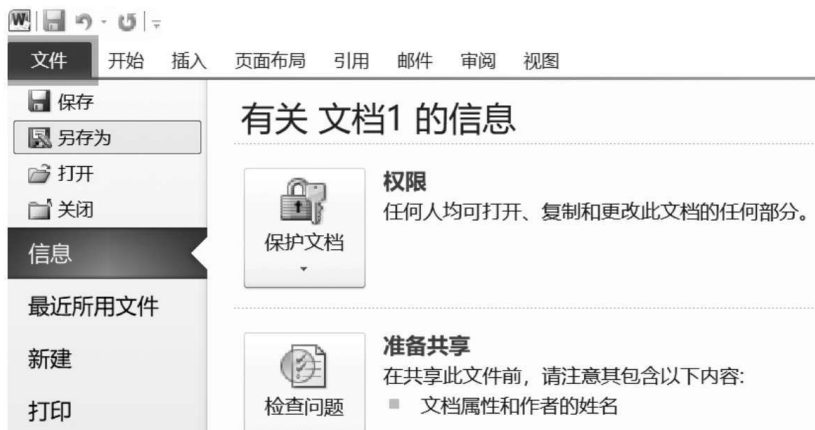 文件 开始 插入 页面布局 引用 邮件 审阅 视图
保存
另存为
打开
关闭
信息
最近所用文件
新建
打印
有关 文档1 的信息
保护文档
权限
任何人均可打开、复制和更改此文档的任何部分。
检查问题
准备共享
在共享此文件前，请注意其包含以下内容:
文档属性和作者的姓名